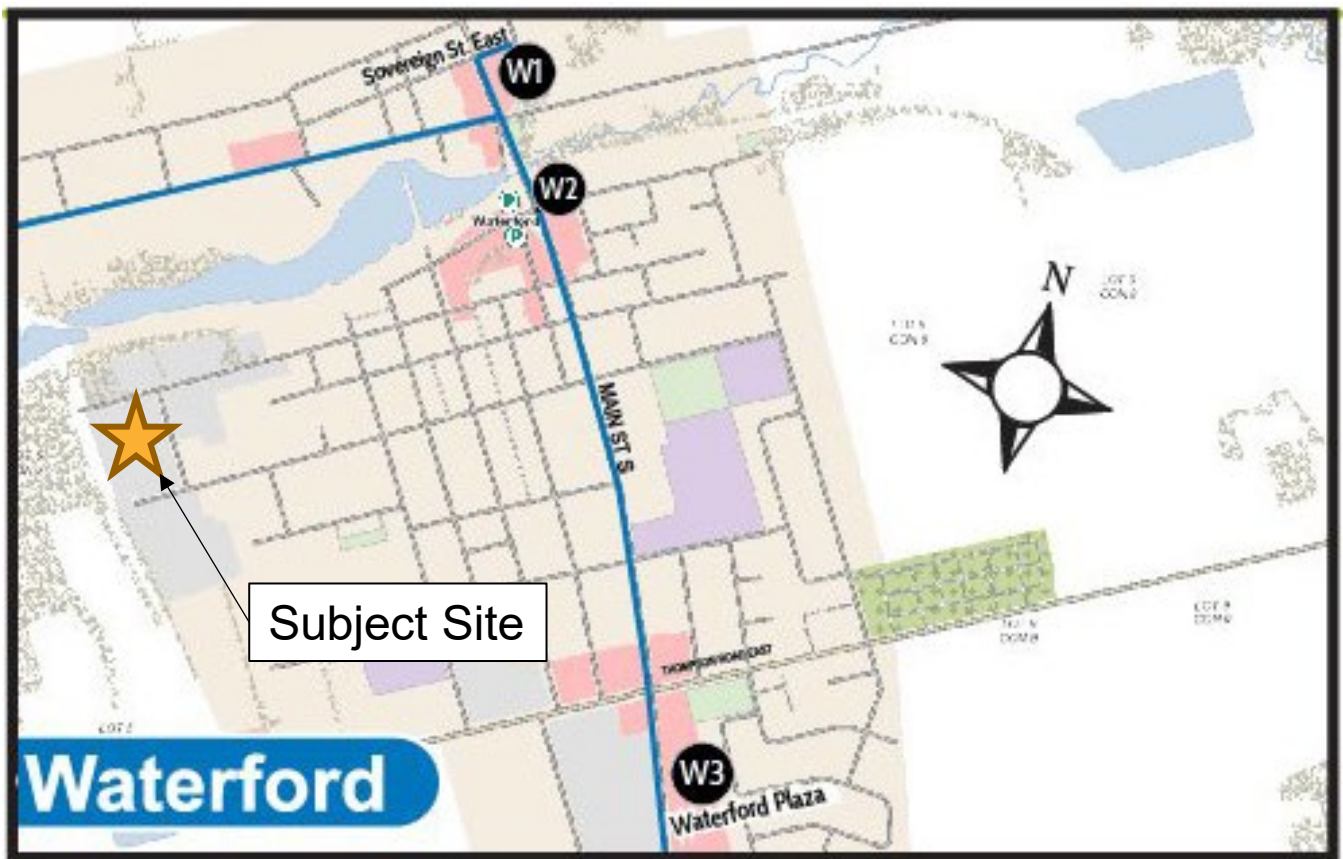 Sovereign St. East
W1
W2
P
Waterford
P
N
MAIN ST S
Subject Site
THOMPSON ROAD EAST
W3
Waterford Plaza
Waterford